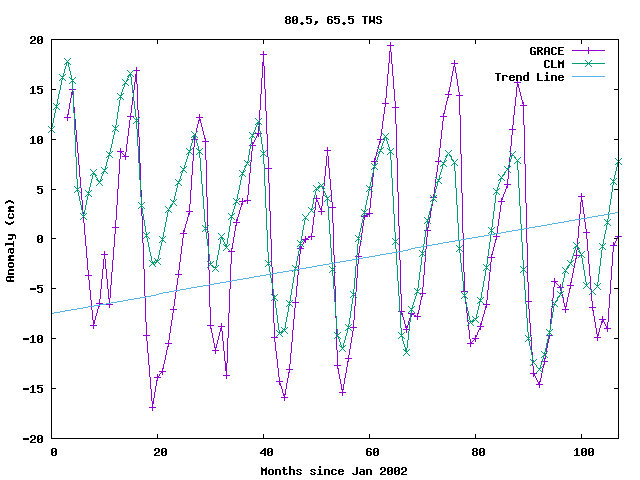 80.5, 65.5 TWS
GRACE
CLM
Trend Line
Anomaly (cm)
20
15
10
5
0
-5
-10
-15
-20
0 20 40 60 80 100
Months since Jan 2002